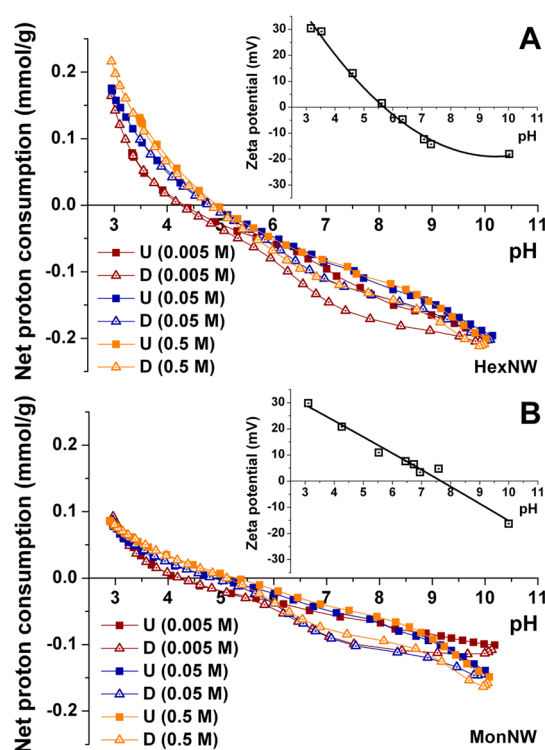 A
Net proton consumption (mmol/g)
0.2
0.1
0.0
-0.1
-0.2
3 4 5 6 7 8 9 10 11
pH
Zeta potential (mV)
30
20
10
0
-10
-20
-30
3 4 5 6 7 8 9 10
pH
U (0.005 M)
D (0.005 M)
U (0.05 M)
D (0.05 M)
U (0.5 M)
D (0.5 M)
HexNW
B
Net proton consumption (mmol/g)
0.2
0.1
0.0
-0.1
-0.2
3 4 5 6 7 8 9 10 11
pH
Zeta potential (mV)
30
20
10
0
-10
-20
-30
3 4 5 6 7 8 9 10
pH
U (0.005 M)
D (0.005 M)
U (0.05 M)
D (0.05 M)
U (0.5 M)
D (0.5 M)
MonNW